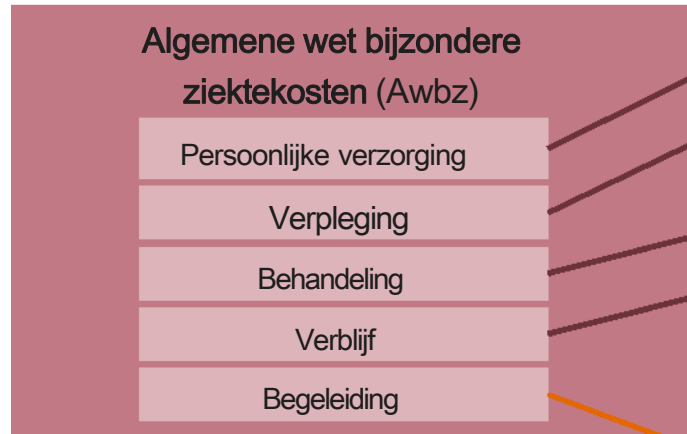 Algemene wet bijzondere
ziektekosten (Awbz)
Persoonlijke verzorging
Verpleging
Behandeling
Verblijf
Begeleiding